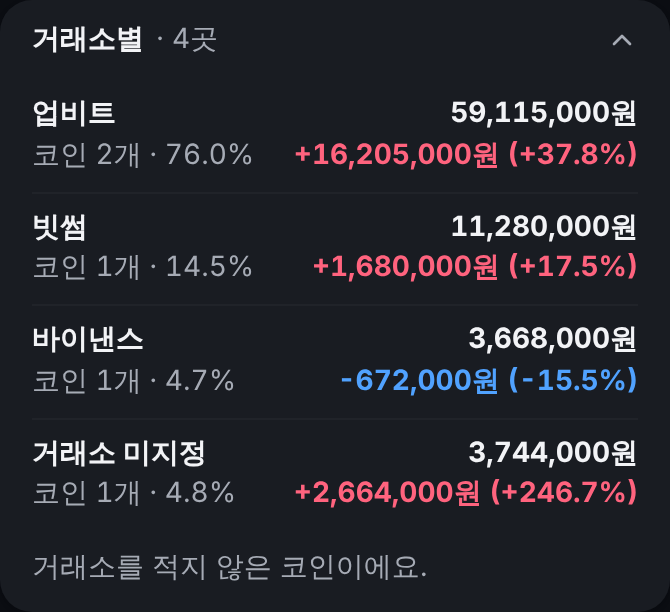 거래소별 · 4곳
업비트 59,115,000원
코인 2개 · 76.0% +16,205,000원 (+37.8%)
빗썸 11,280,000원
코인 1개 · 14.5% +1,680,000원 (+17.5%)
바이낸스 3,668,000원
코인 1개 · 4.7% -672,000원 (-15.5%)
거래소 미지정 3,744,000원
코인 1개 · 4.8% +2,664,000원 (+246.7%)
거래소를 적지 않은 코인이에요.